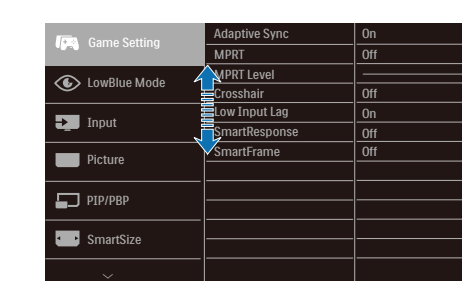 Game Setting
LowBlue Mode
Input
Picture
PIP/PBP
SmartSize
Adaptive Sync On
MPRT Off
MPRT Level
Crosshair Off
Low Input Lag On
SmartResponse Off
SmartFrame Off